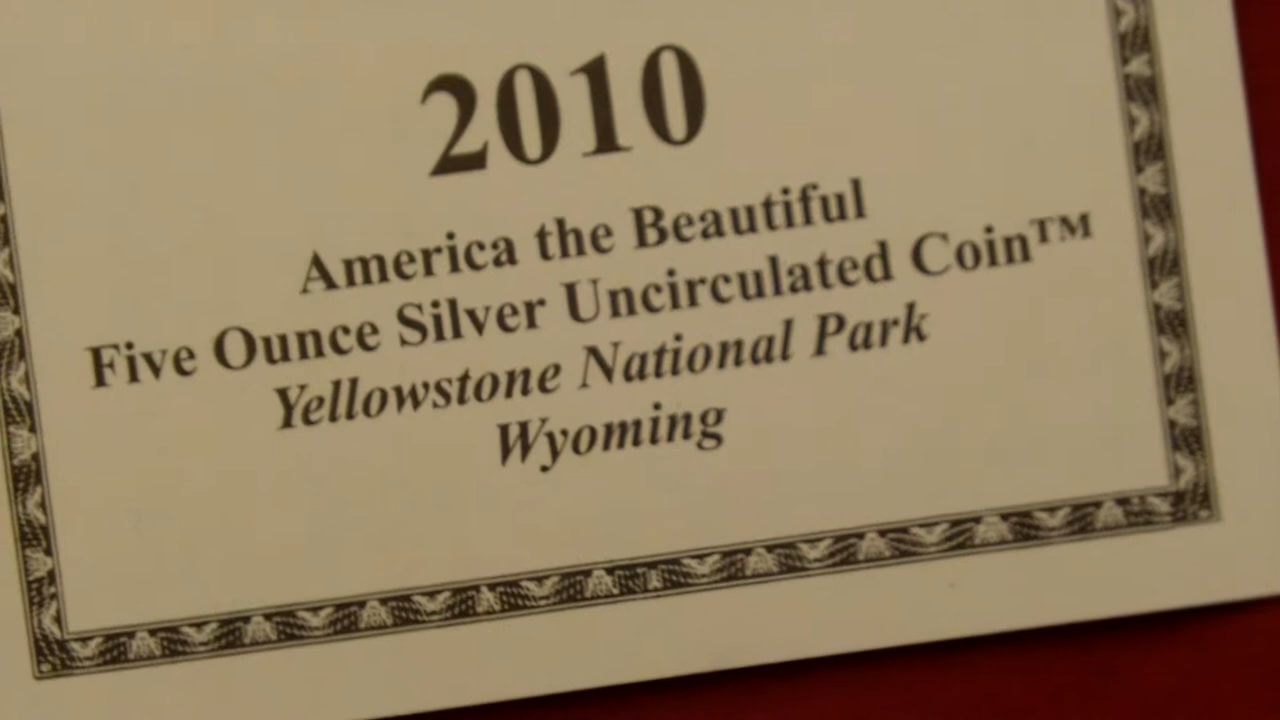 2010
America the Beautiful
Five Ounce Silver Uncirculated Coin™
Yellowstone National Park
Wyoming